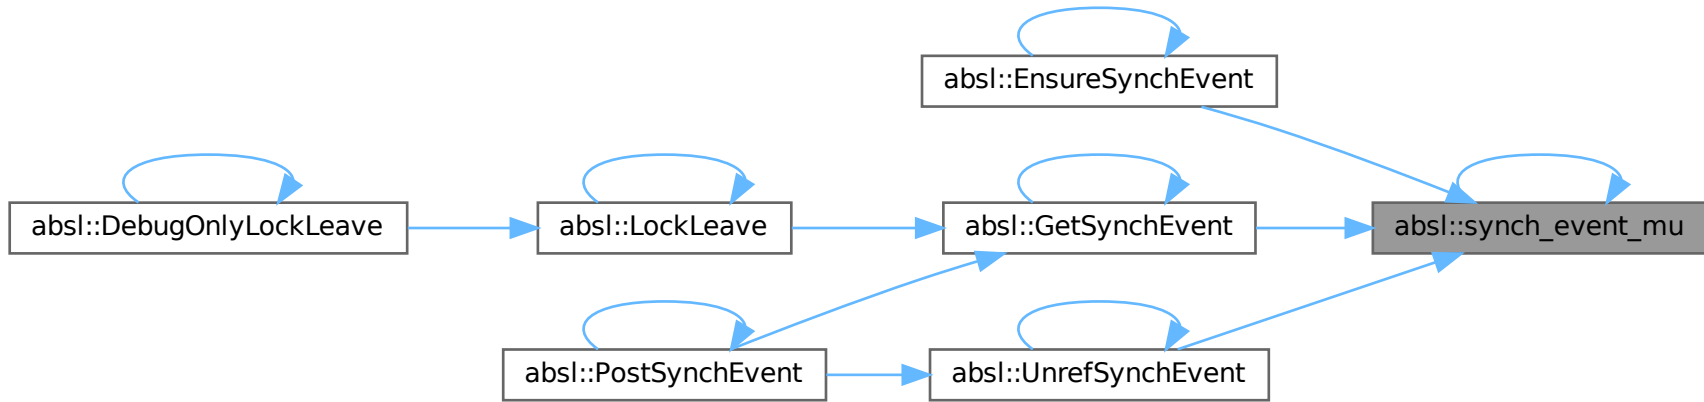 absl::EnsureSynchEvent
absl::DebugOnlyLockLeave
absl::LockLeave
absl::GetSynchEvent
absl::synch_event_mu
absl::PostSynchEvent
absl::UnrefSynchEvent